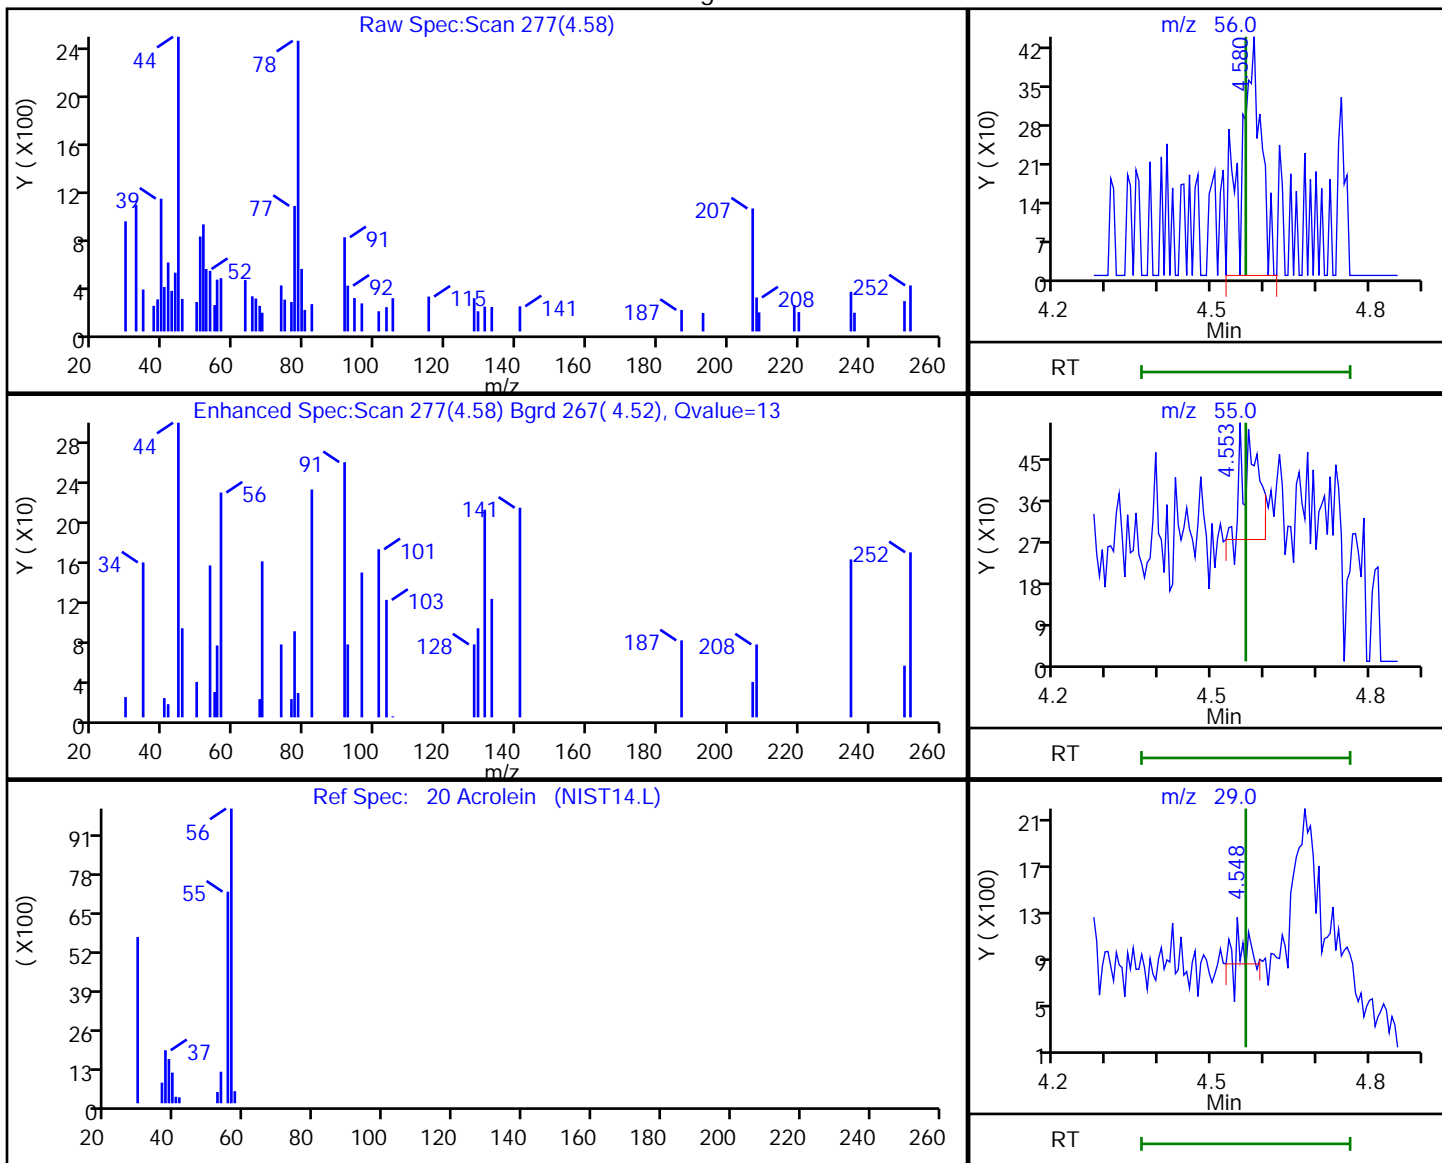 Raw Spec:Scan 277(4.58)
Y ( X100)
24
20
16
12
8
4
0
44
78
39
77
52
91
92
115
141
187
207
208
252
20 40 60 80 100 120 140 160 180 200 220 240 260
m/z
m/z 56.0
Y ( X10)
42
35
28
21
14
7
0
4.580
4.2 4.5 4.8
Min
RT
Enhanced Spec:Scan 277(4.58) Bgrd 267( 4.52), Qvalue=13
Y ( X10)
28
24
20
16
12
8
4
0
44
34
56
91
101
103
128
141
187
208
252
20 40 60 80 100 120 140 160 180 200 220 240 260
m/z
m/z 55.0
Y ( X10)
45
36
27
18
9
0
4.553
4.2 4.5 4.8
Min
RT
Ref Spec: 20 Acrolein (NIST14.L)
( X100)
91
78
65
52
39
26
13
0
56
55
37
20 40 60 80 100 120 140 160 180 200 220 240 260
m/z 29.0
Y ( X100)
21
17
13
9
5
1
4.548
4.2 4.5 4.8
Min
RT